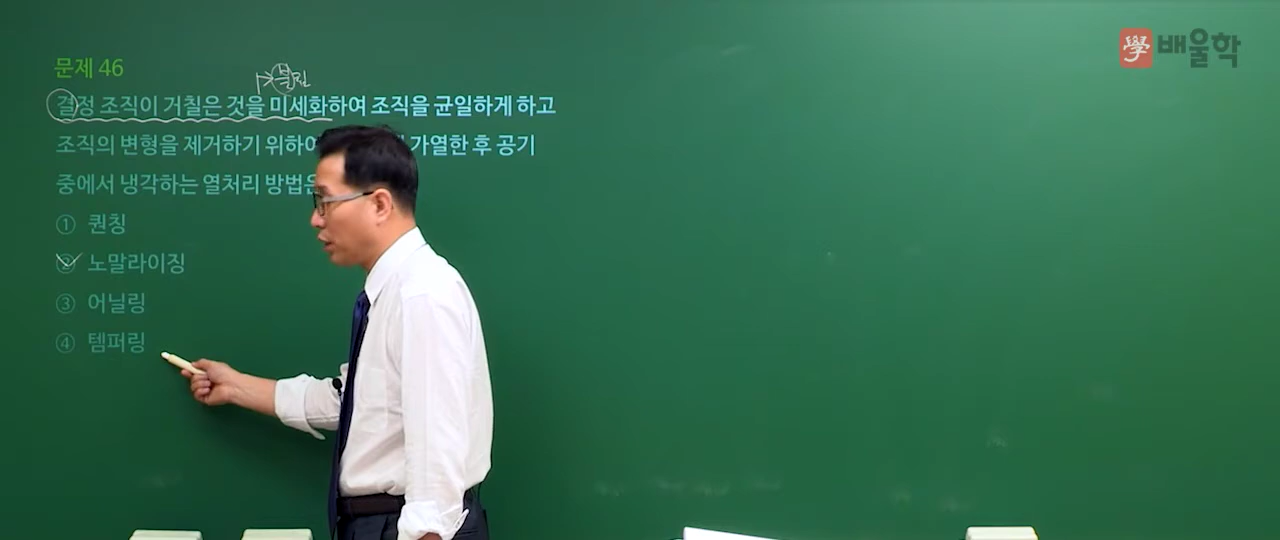 學 배울학
문제 46
불림
결정 조직이 거칠은 것을 미세화하여 조직을 균일하게 하고
조직의 변형을 제거하기 위하여 가열한 후 공기
중에서 냉각하는 열처리 방법은
① 퀀칭
② 노말라이징
③ 어닐링
④ 템퍼링